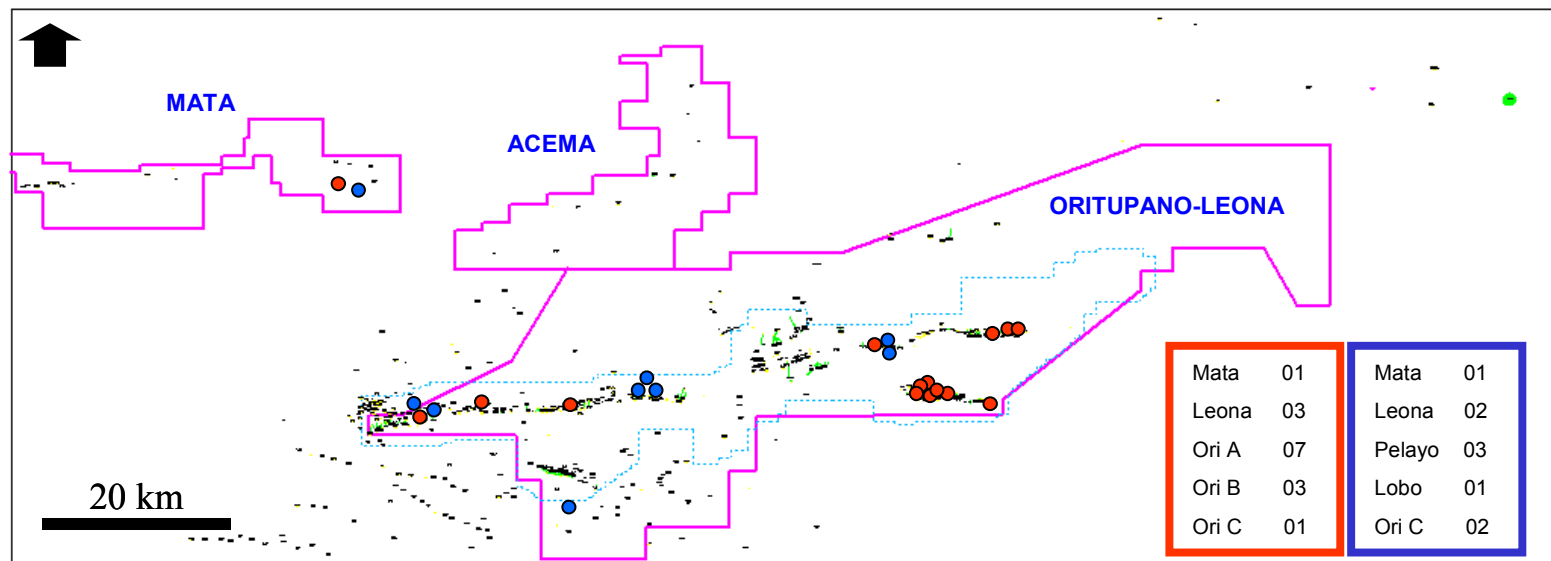 MATA
ACEMA
ORITUPANO-LEONA
20 km
Mata 01
Leona 03
Ori A 07
Ori B 03
Ori C 01
Mata 01
Leona 02
Pelayo 03
Lobo 01
Ori C 02